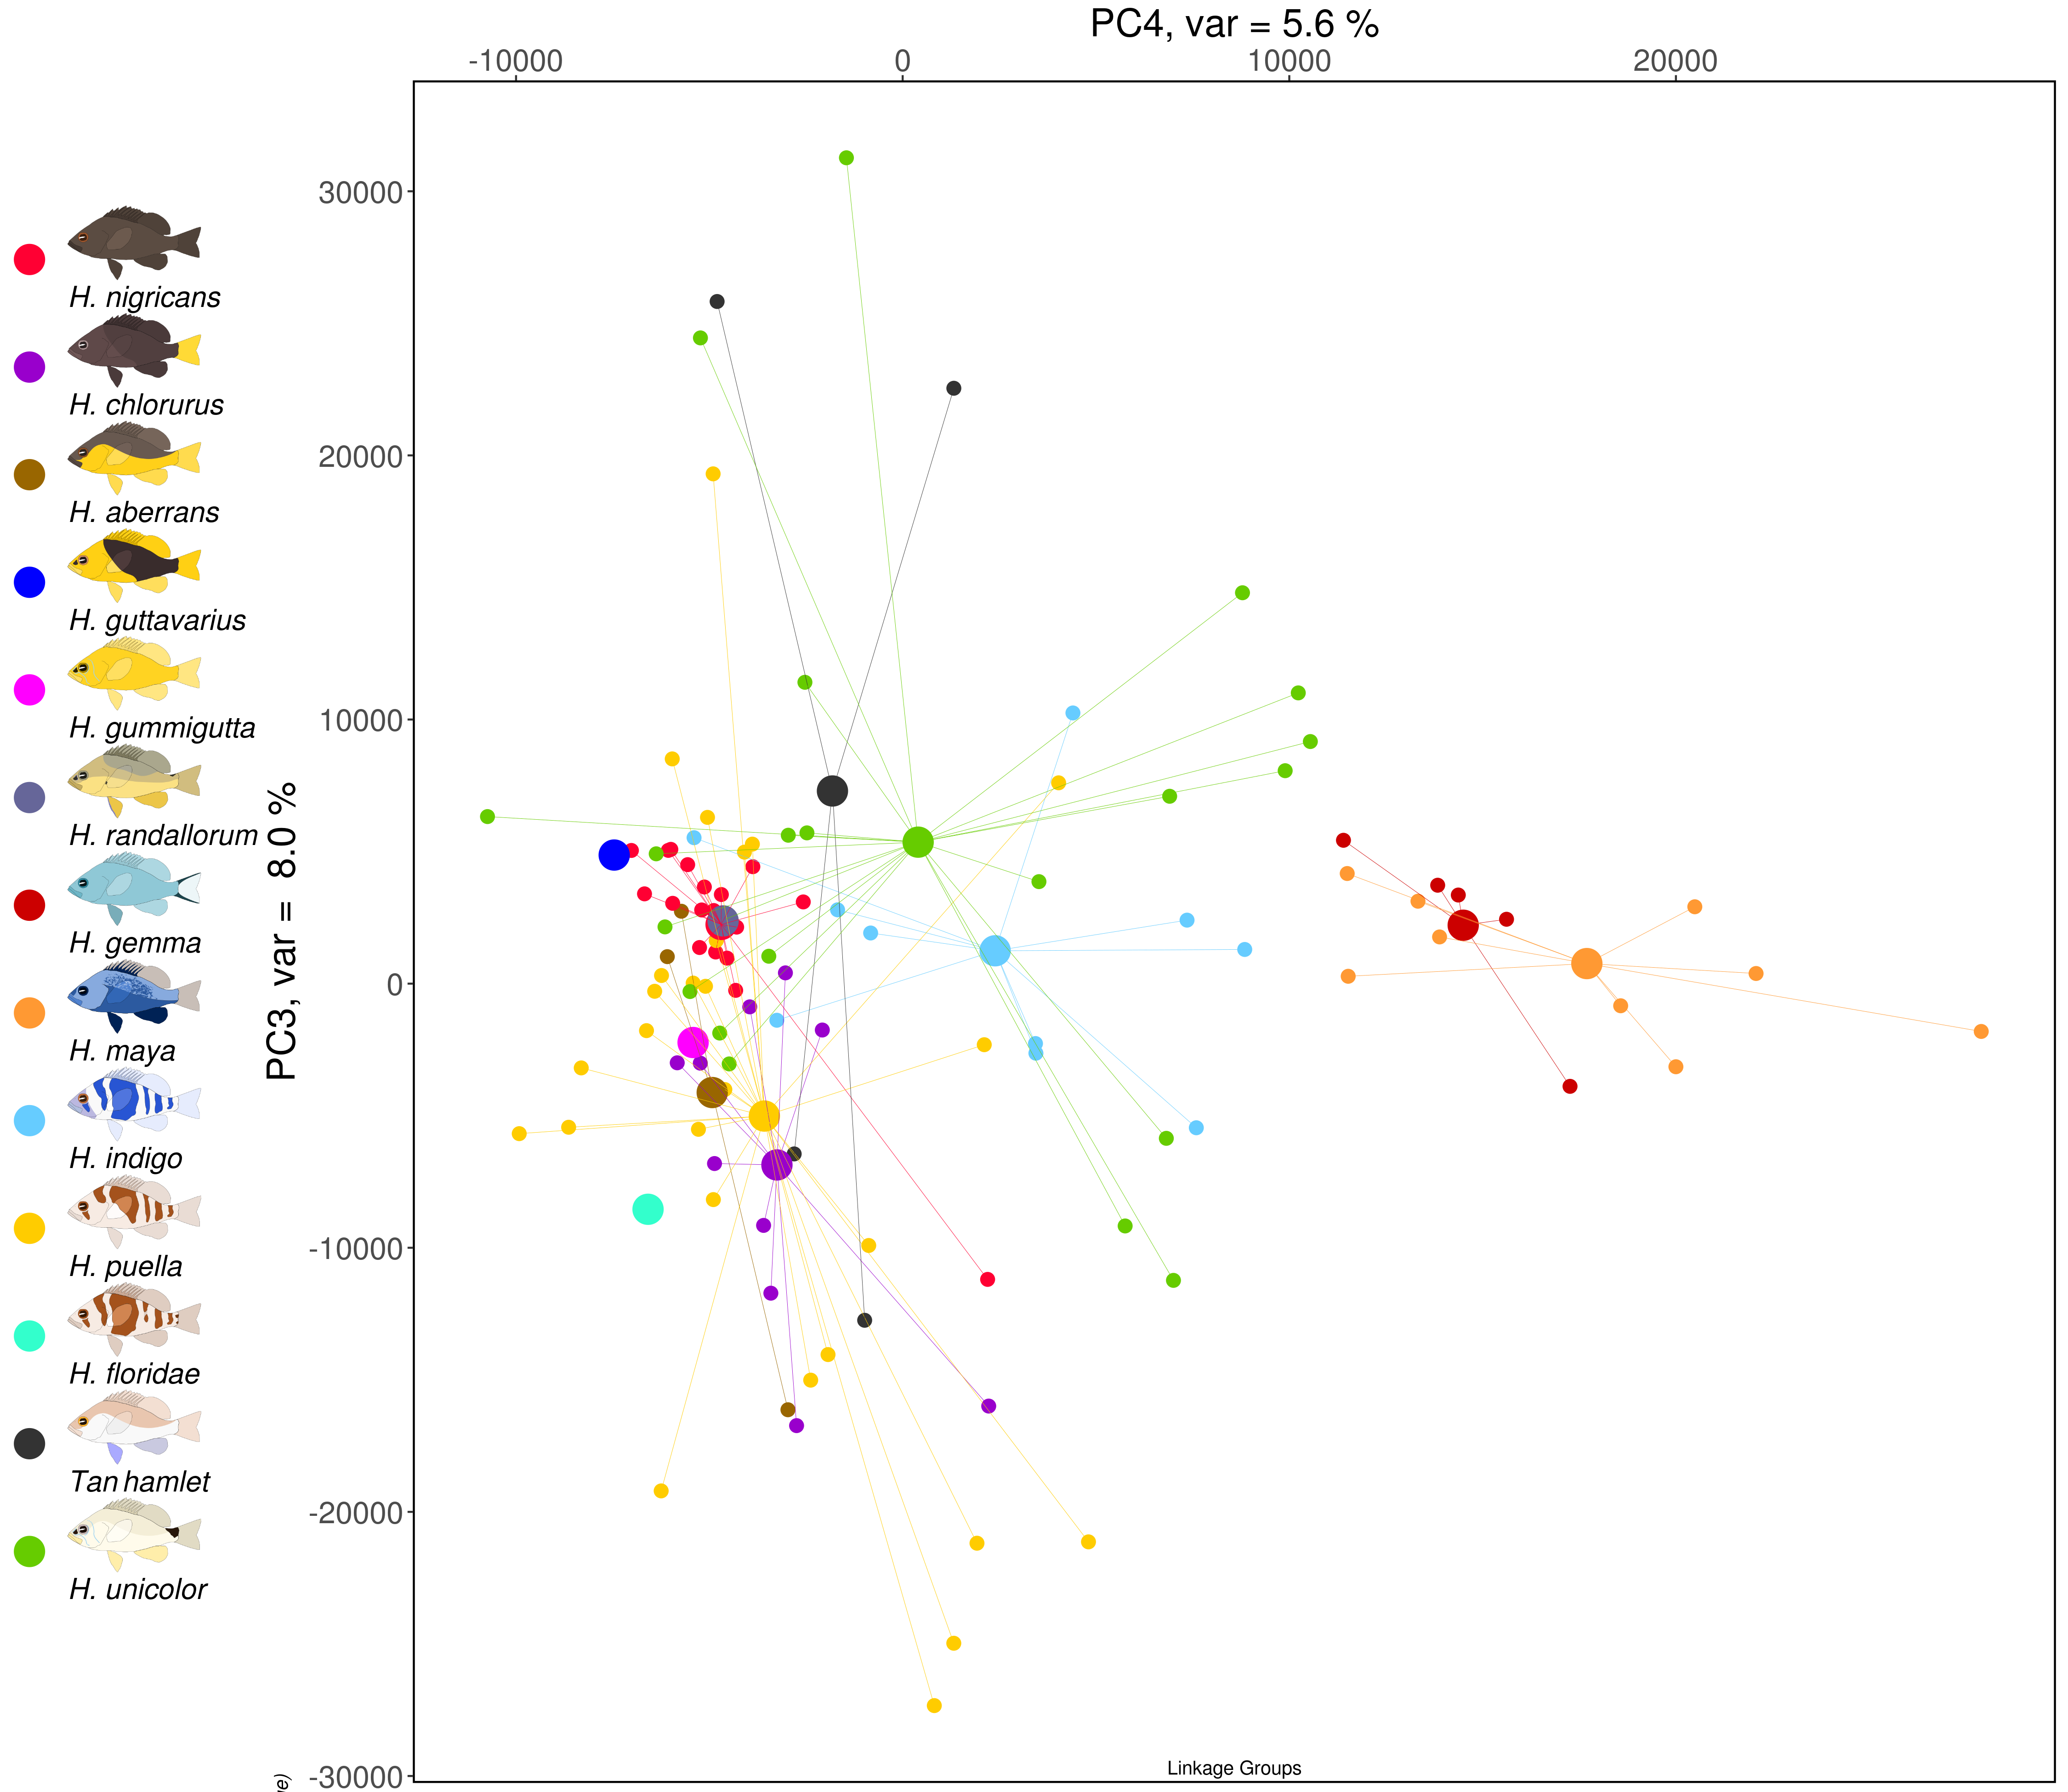 PC4, var = 5.6 %
-10000 0 10000 20000
30000
20000
10000
0
-10000
-20000
-30000
PC3, var = 8.0 %
H. nigricans
H. chlorurus
H. aberrans
H. guttavarius
H. gummigutta
H. randallorum
H. gemma
H. maya
H. indigo
H. puella
H. floridae
Tan hamlet
H. unicolor
Linkage Groups